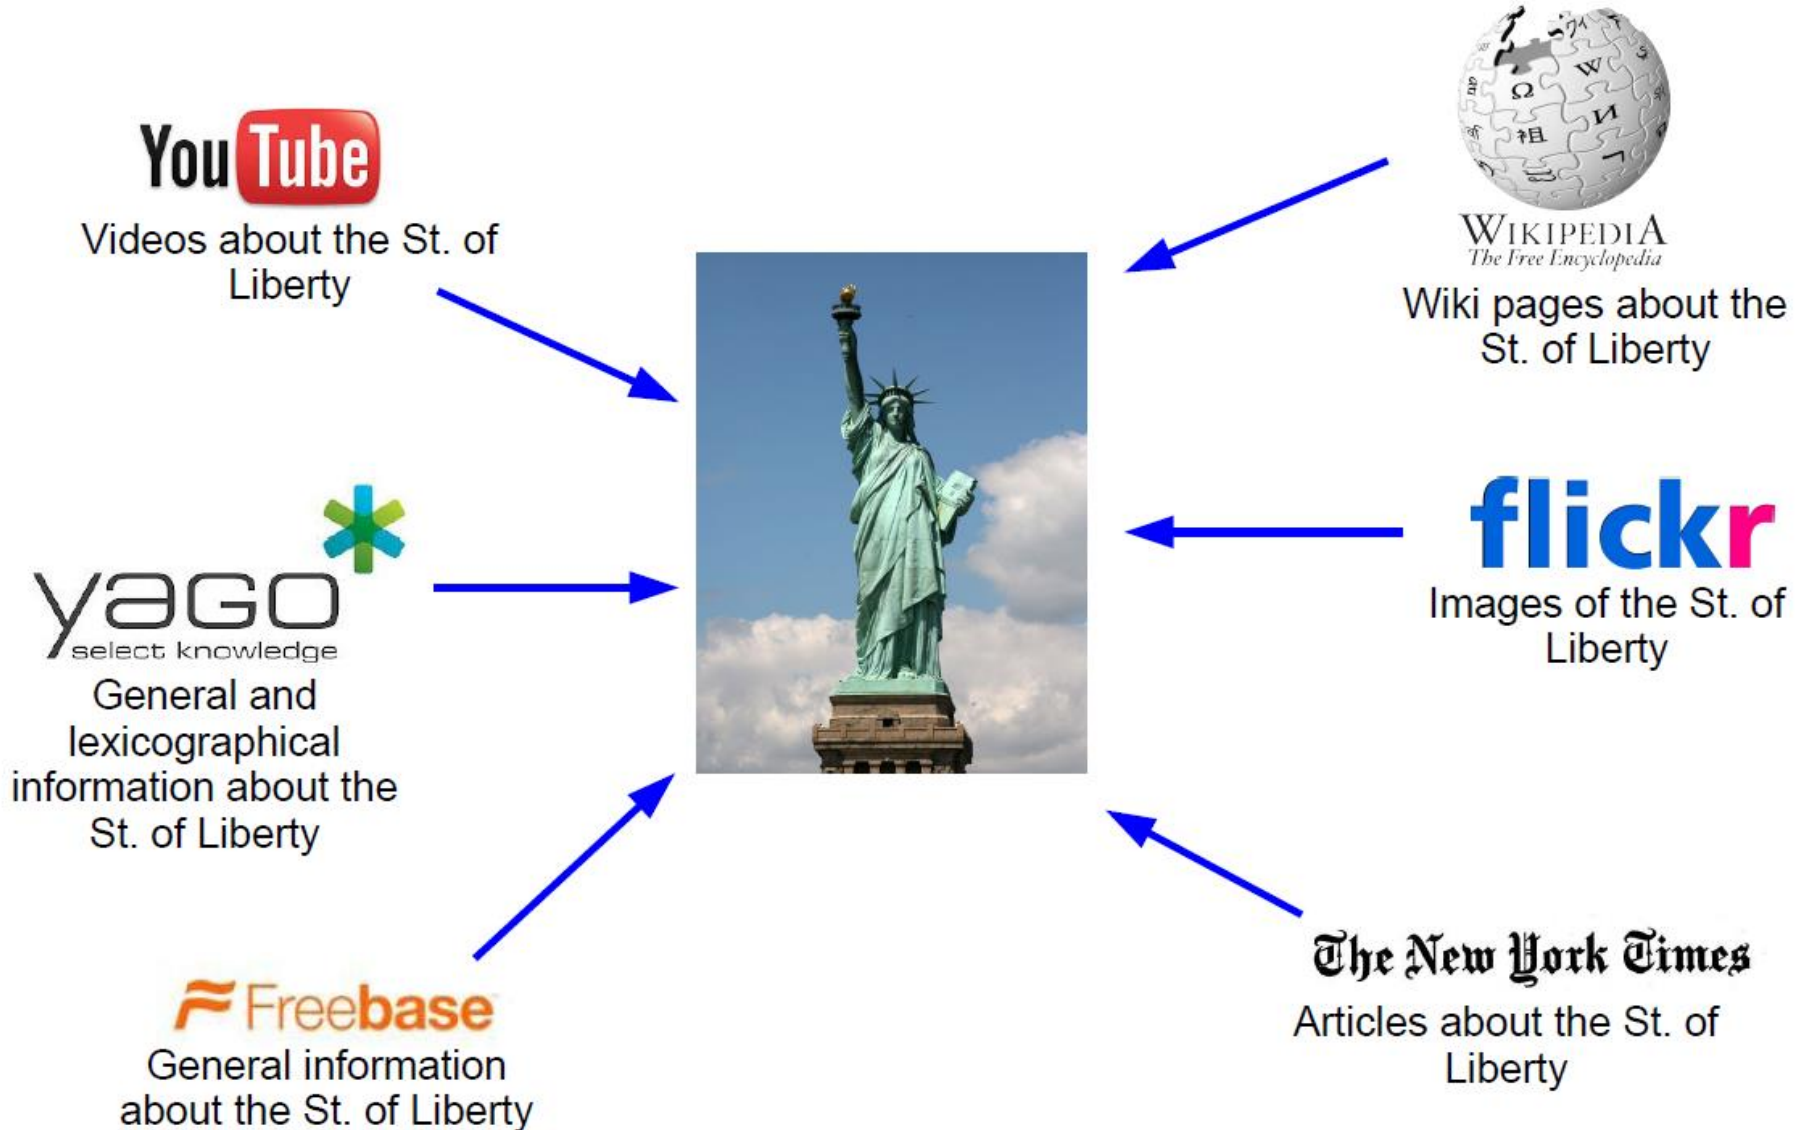 YouTube
Videos about the St. of
Liberty
yago
select knowledge
General and
lexicographical
information about the
St. of Liberty
Freebase
General information
about the St. of Liberty
WIKIPEDIA
The Free Encyclopedia
Wiki pages about the
St. of Liberty
flickr
Images of the St. of
Liberty
The New York Times
Articles about the St. of
Liberty